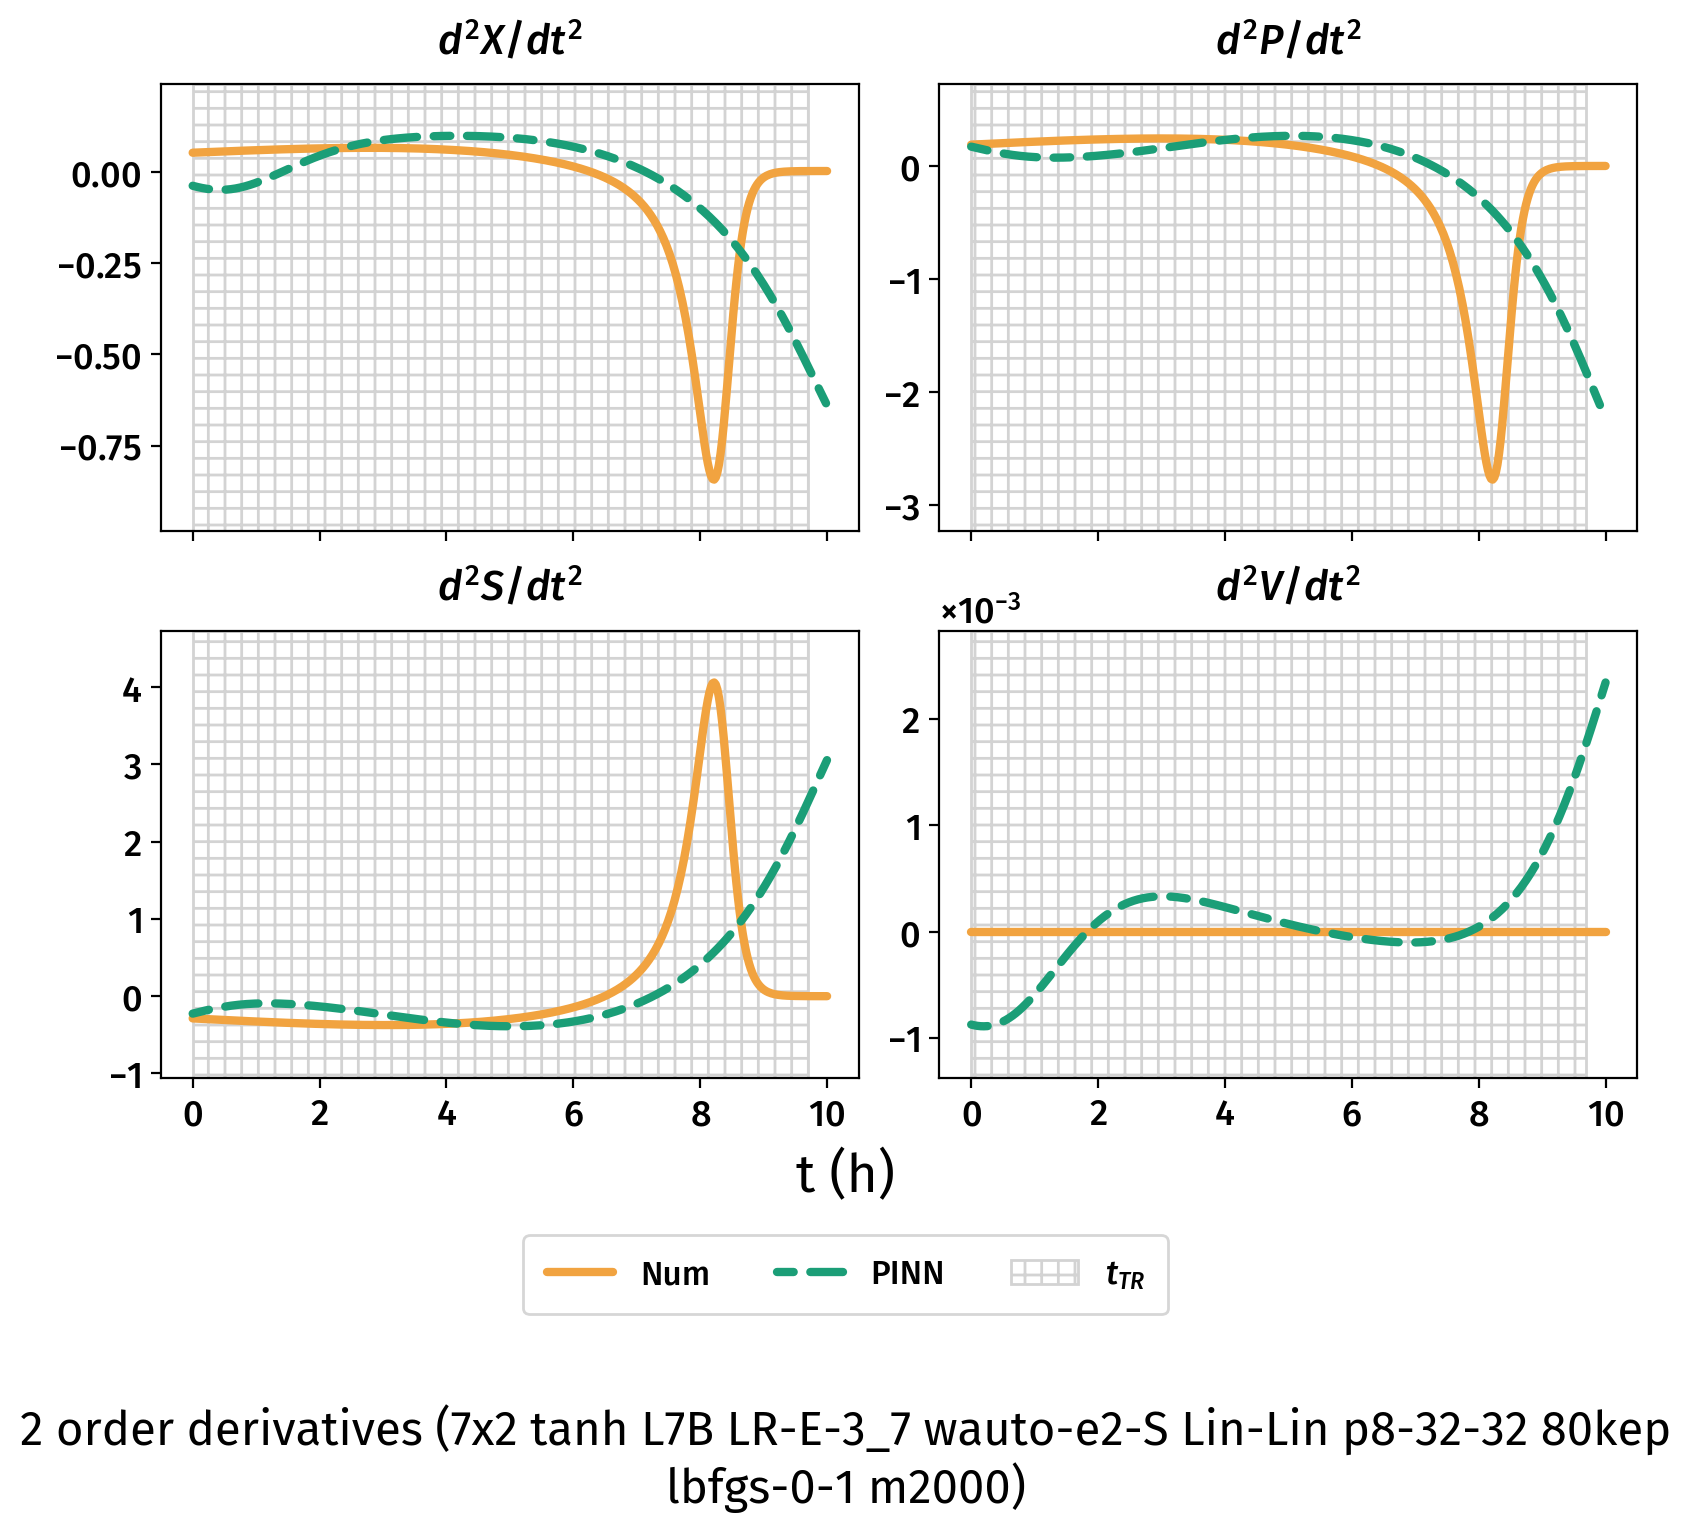 d²X/dt²
d²P/dt²
0.00
−0.25
−0.50
−0.75
0
−1
−2
−3
d²S/dt²
d²V/dt²
×10⁻³
4
3
2
1
0
−1
2
1
0
−1
0 2 4 6 8 10
0 2 4 6 8 10
t (h)
Num PINN t_TR
2 order derivatives (7x2 tanh L7B LR-E-3_7 wauto-e2-S Lin-Lin p8-32-32 80kep
lbfgs-0-1 m2000)